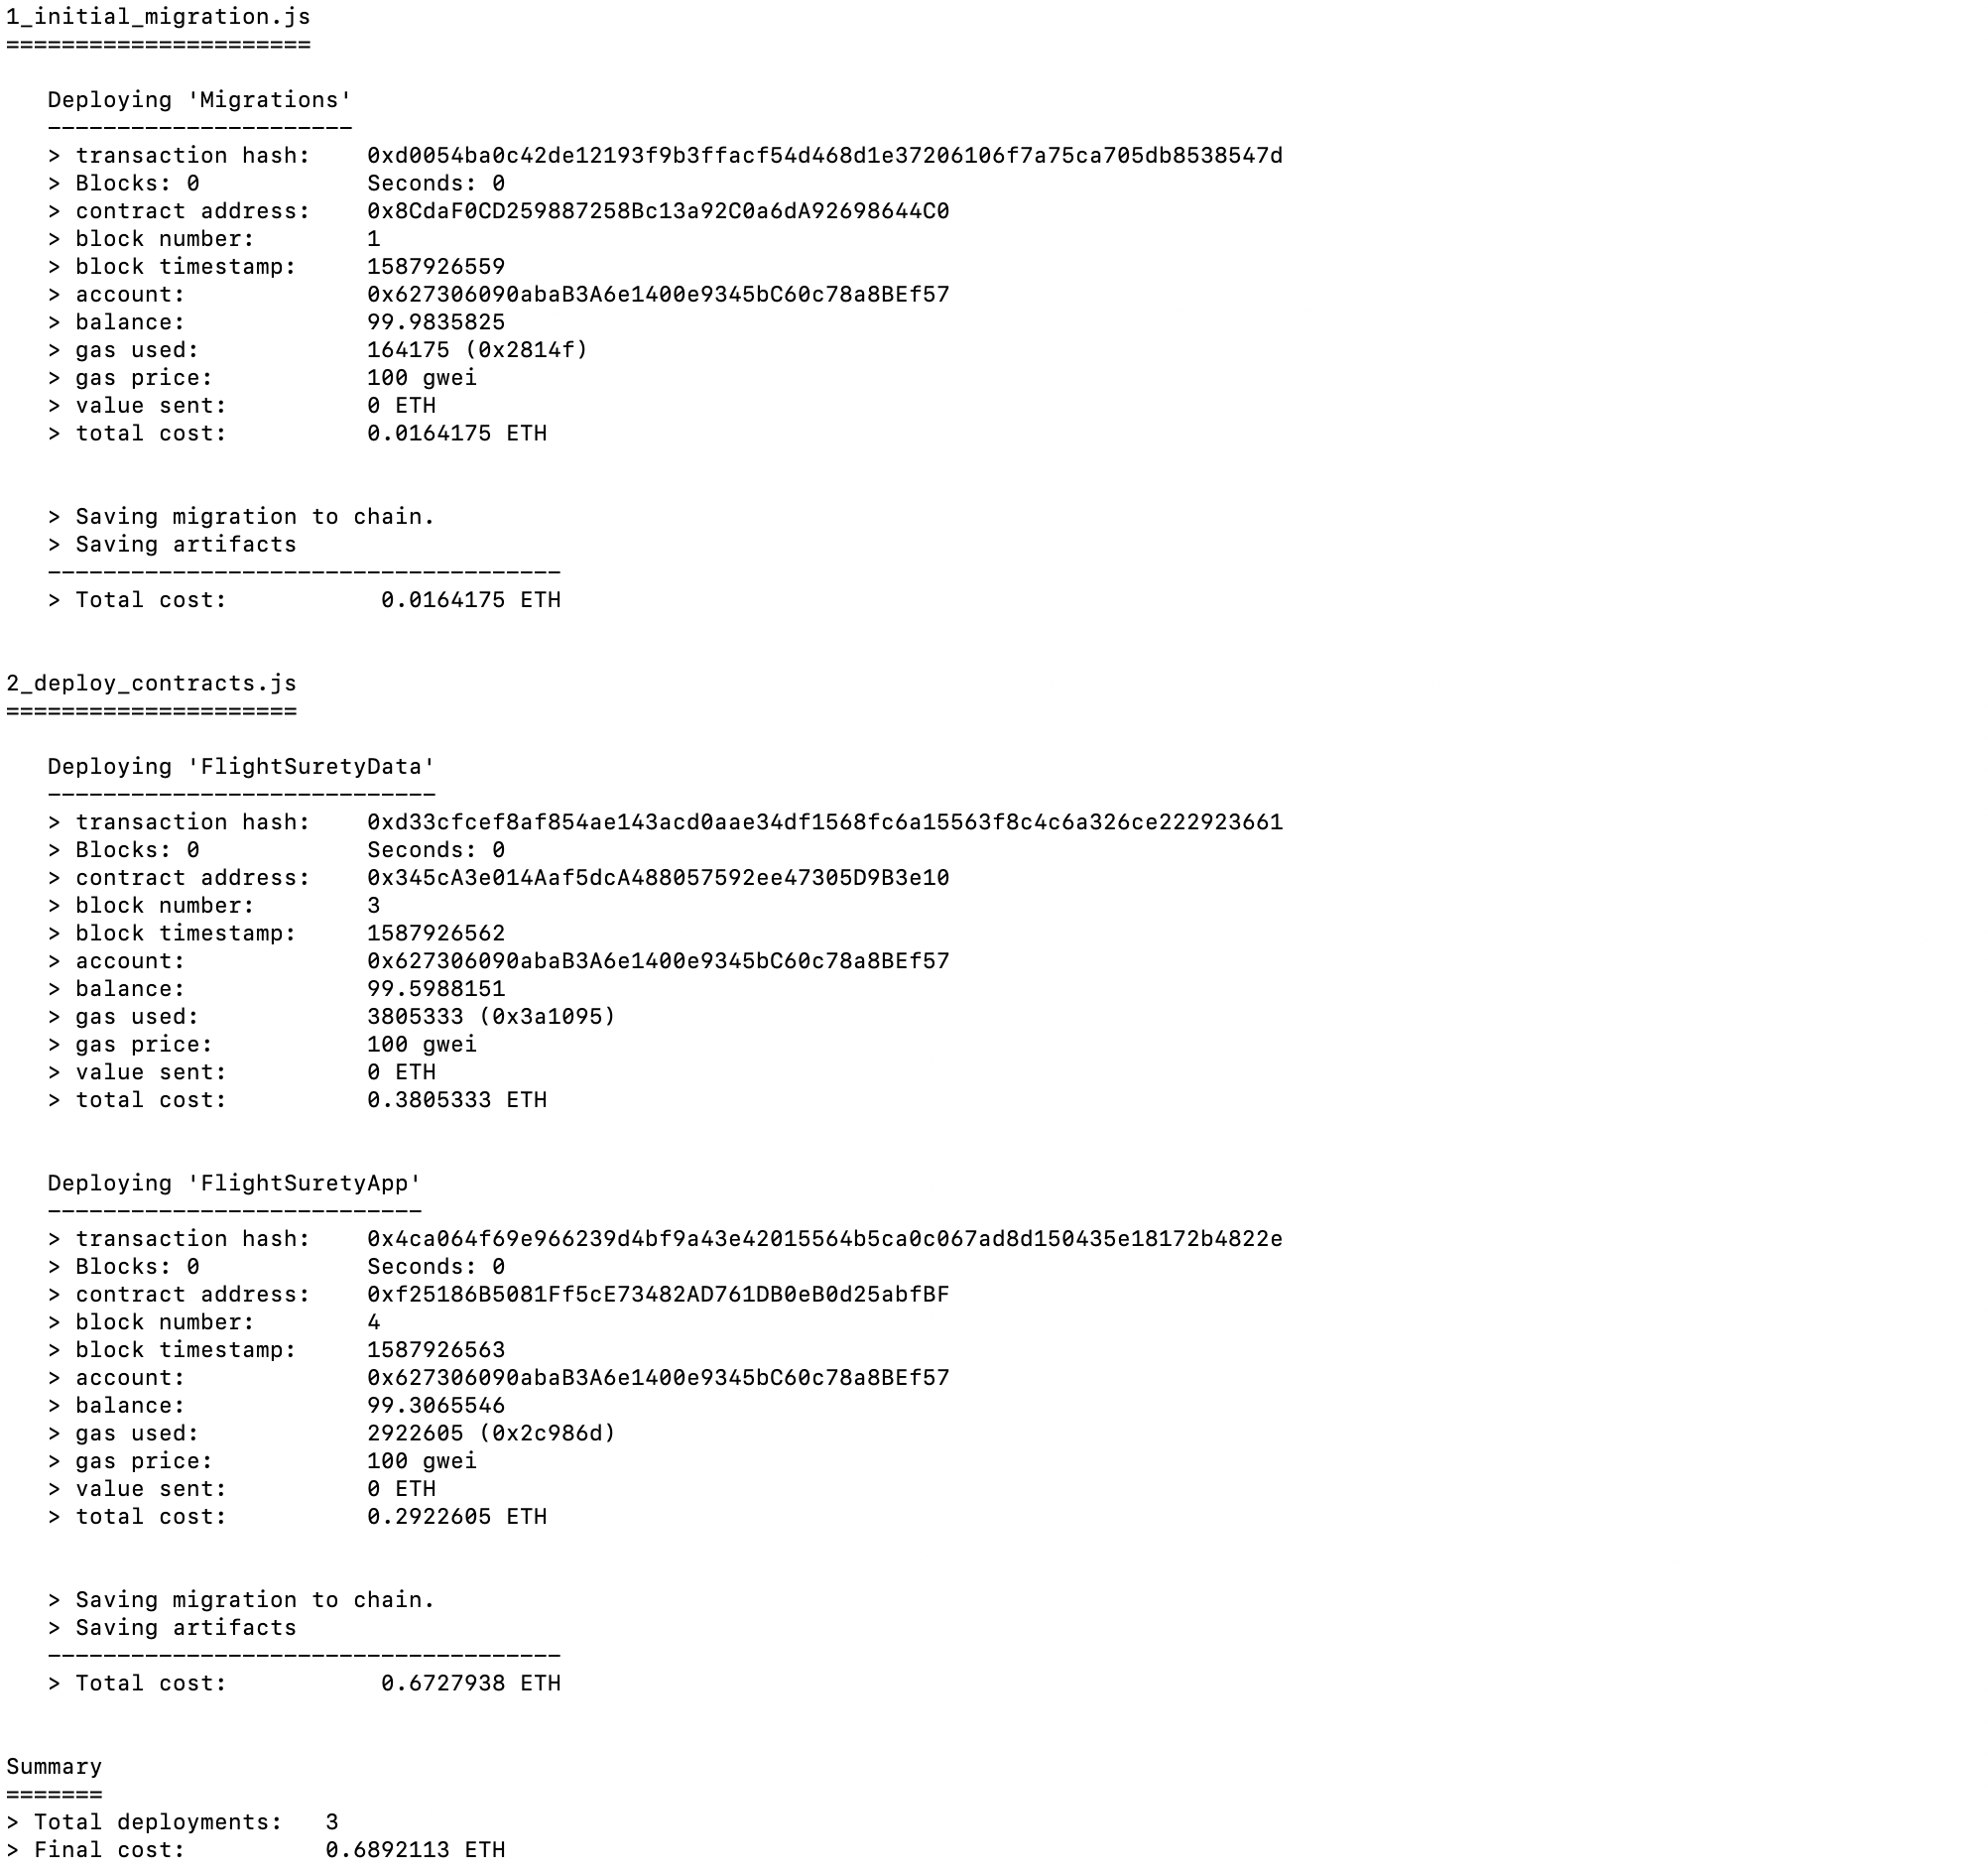 1_initial_migration.js
======================
Deploying 'Migrations'
----------------------
> transaction hash:    0xd0054ba0c42de12193f9b3ffacf54d468d1e37206106f7a75ca705db8538547d
> Blocks: 0            Seconds: 0
> contract address:    0x8CdaF0CD259887258Bc13a92C0a6dA92698644C0
> block number:        1
> block timestamp:     1587926559
> account:             0x627306090abaB3A6e1400e9345bC60c78a8BEf57
> balance:             99.9835825
> gas used:            164175 (0x2814f)
> gas price:           100 gwei
> value sent:          0 ETH
> total cost:          0.0164175 ETH
> Saving migration to chain.
> Saving artifacts
-------------------------------------
> Total cost:           0.0164175 ETH
2_deploy_contracts.js
=====================
Deploying 'FlightSuretyData'
----------------------------
> transaction hash:    0xd33cfcef8af854ae143acd0aae34df1568fc6a15563f8c4c6a326ce222923661
> Blocks: 0            Seconds: 0
> contract address:    0x345cA3e014Aaf5dcA488057592ee47305D9B3e10
> block number:        3
> block timestamp:     1587926562
> account:             0x627306090abaB3A6e1400e9345bC60c78a8BEf57
> balance:             99.5988151
> gas used:            3805333 (0x3a1095)
> gas price:           100 gwei
> value sent:          0 ETH
> total cost:          0.3805333 ETH
Deploying 'FlightSuretyApp'
---------------------------
> transaction hash:    0x4ca064f69e966239d4bf9a43e42015564b5ca0c067ad8d150435e18172b4822e
> Blocks: 0            Seconds: 0
> contract address:    0xf25186B5081Ff5cE73482AD761DB0eB0d25abfBF
> block number:        4
> block timestamp:     1587926563
> account:             0x627306090abaB3A6e1400e9345bC60c78a8BEf57
> balance:             99.3065546
> gas used:            2922605 (0x2c986d)
> gas price:           100 gwei
> value sent:          0 ETH
> total cost:          0.2922605 ETH
> Saving migration to chain.
> Saving artifacts
-------------------------------------
> Total cost:           0.6727938 ETH
Summary
=======
> Total deployments:   3
> Final cost:          0.6892113 ETH